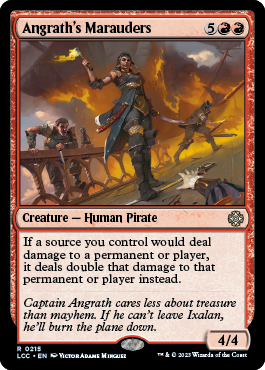 Angrath's Marauders 5
Creature — Human Pirate
If a source you control would deal
damage to a permanent or player,
it deals double that damage to that
permanent or player instead.
Captain Angrath cares less about treasure
than mayhem. If he can't leave Ixalan,
he'll burn the plane down.
4/4
R 0215
LCC • EN Victor Adame Minguez
™ & © 2023 Wizards of the Coast